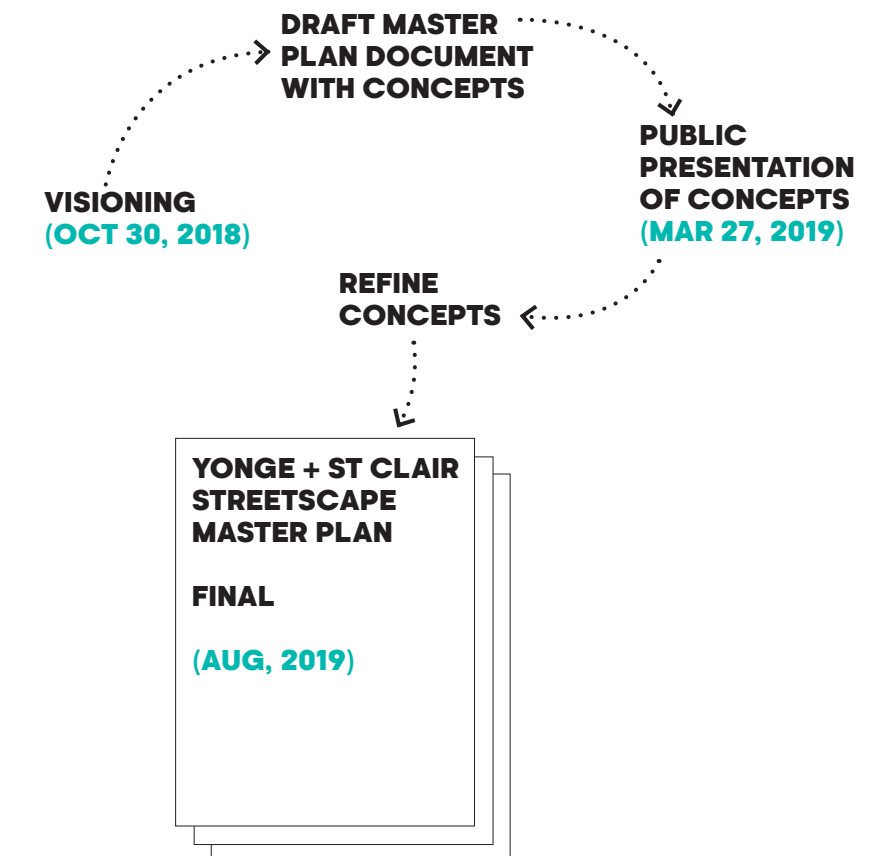 VISIONING
(OCT 30, 2018)
DRAFT MASTER
PLAN DOCUMENT
WITH CONCEPTS
PUBLIC
PRESENTATION
OF CONCEPTS
(MAR 27, 2019)
REFINE
CONCEPTS
YONGE + ST CLAIR
STREETSCAPE
MASTER PLAN
FINAL
(AUG, 2019)